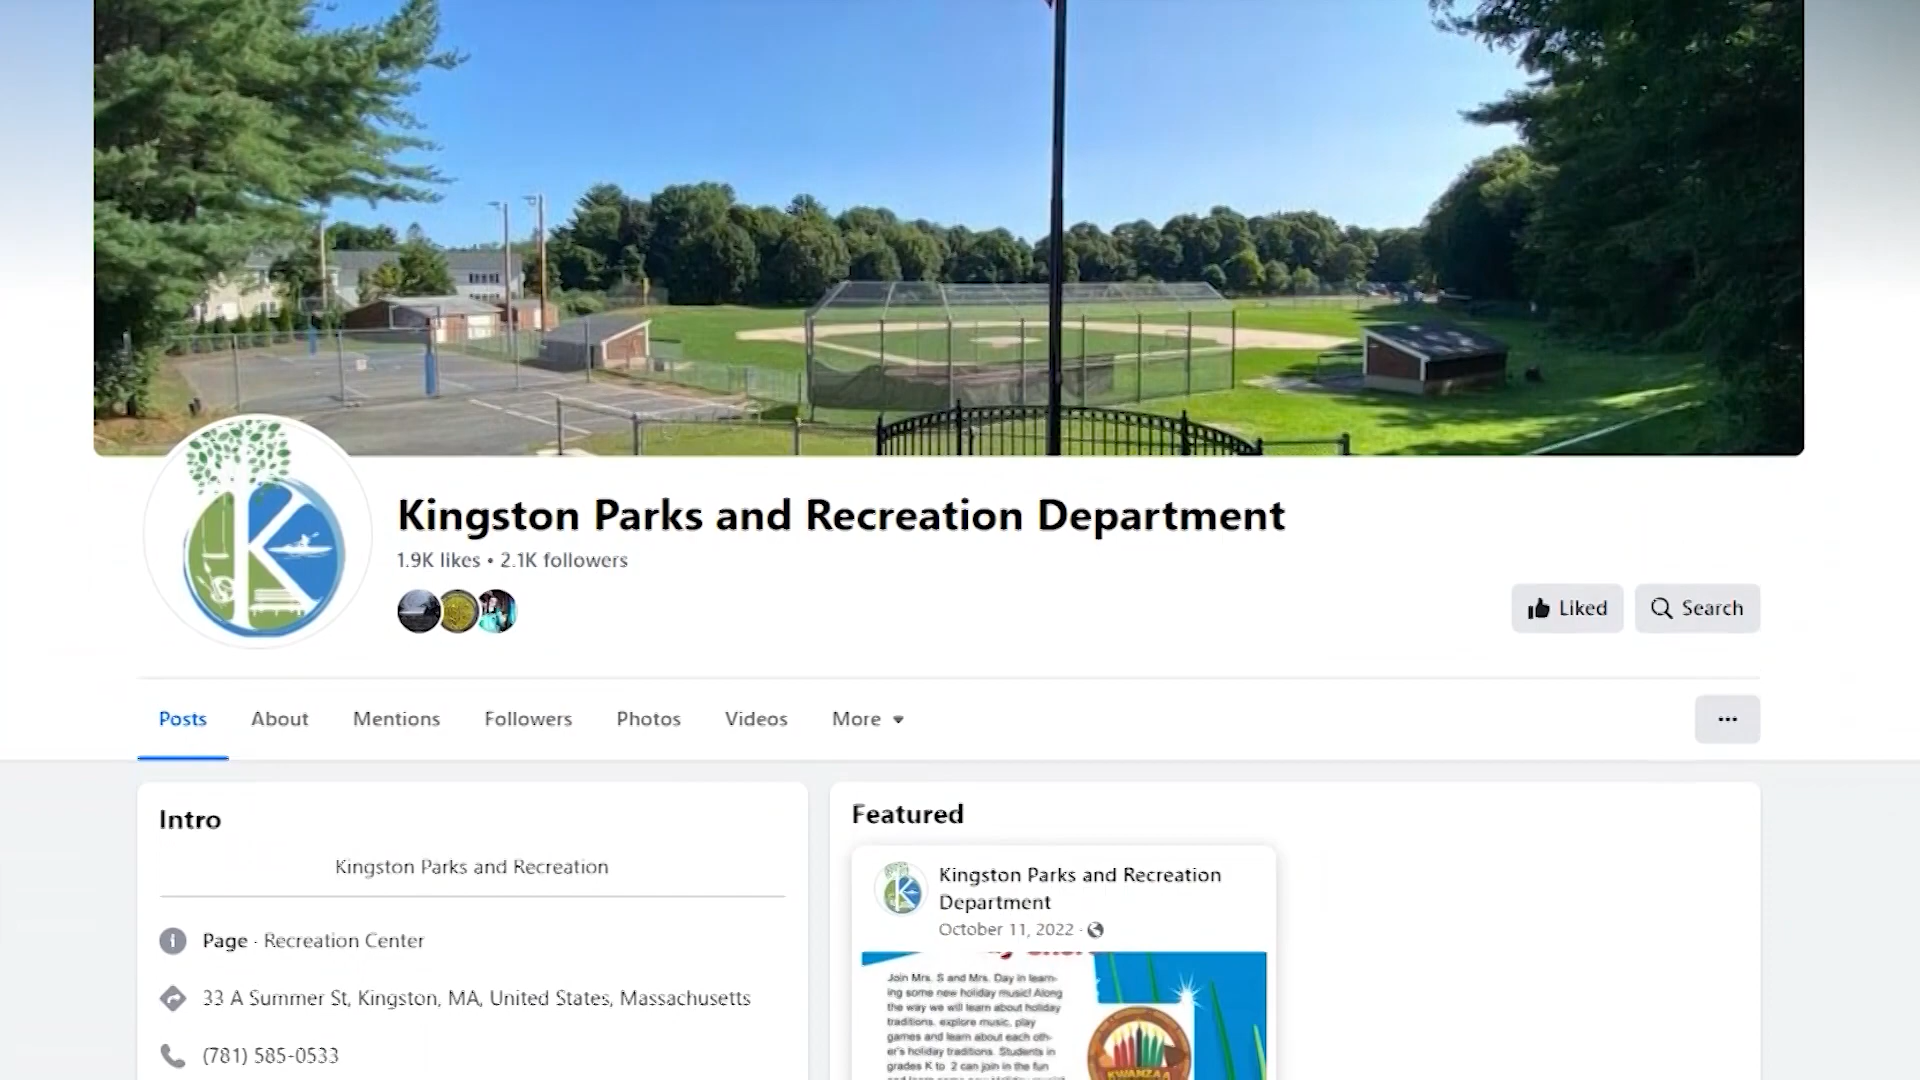 Kingston Parks and Recreation Department
1.9K likes • 2.1K followers
Liked
Search
Posts
About
Mentions
Followers
Photos
Videos
More
Intro
Kingston Parks and Recreation
Page · Recreation Center
33 A Summer St, Kingston, MA, United States, Massachusetts
(781) 585-0533
Featured
Kingston Parks and Recreation
Department
October 11, 2022 ·
Join Mrs. S and Mrs. Day in learn-
ing some new holiday music! Along
the way we will learn about holiday
traditions, explore music, play
games and learn about each oth-
er's holiday traditions. Students in
grades K to 2 can join in the fun
KWANZAA